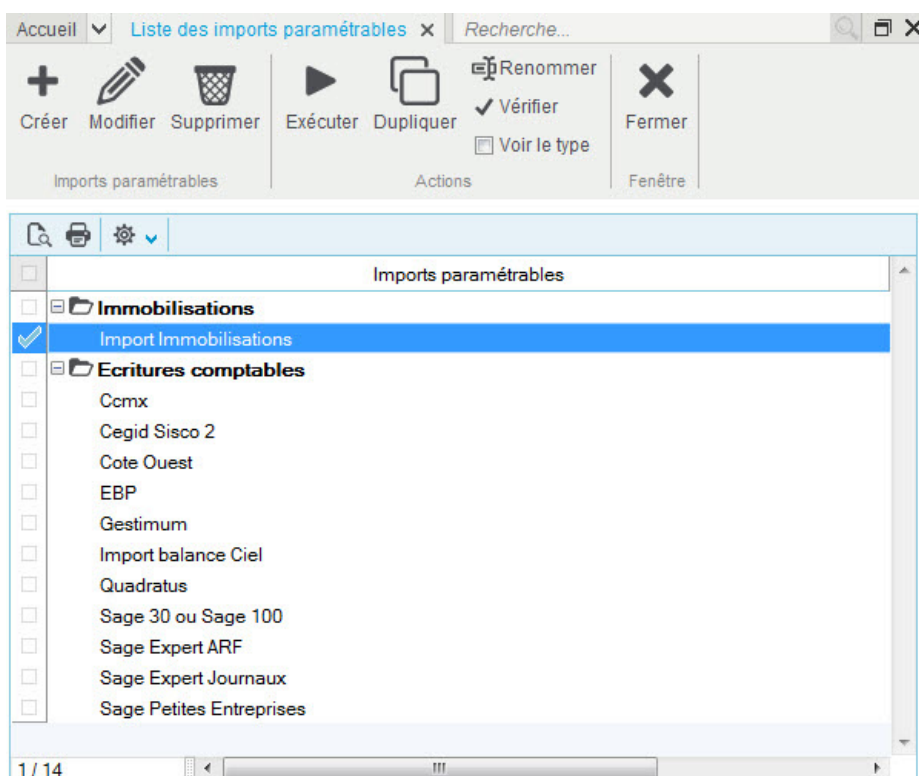 Accueil Liste des imports paramétrables Recherche...
Renommer
Vérifier
Créer Modifier Supprimer Exécuter Dupliquer Fermer
Voir le type
Imports paramétrables Actions Fenêtre
Imports paramétrables
Immobilisations
Import Immobilisations
Ecritures comptables
Ccmx
Cegid Sisco 2
Cote Ouest
EBP
Gestimum
Import balance Ciel
Quadratus
Sage 30 ou Sage 100
Sage Expert ARF
Sage Expert Journaux
Sage Petites Entreprises
1 / 14